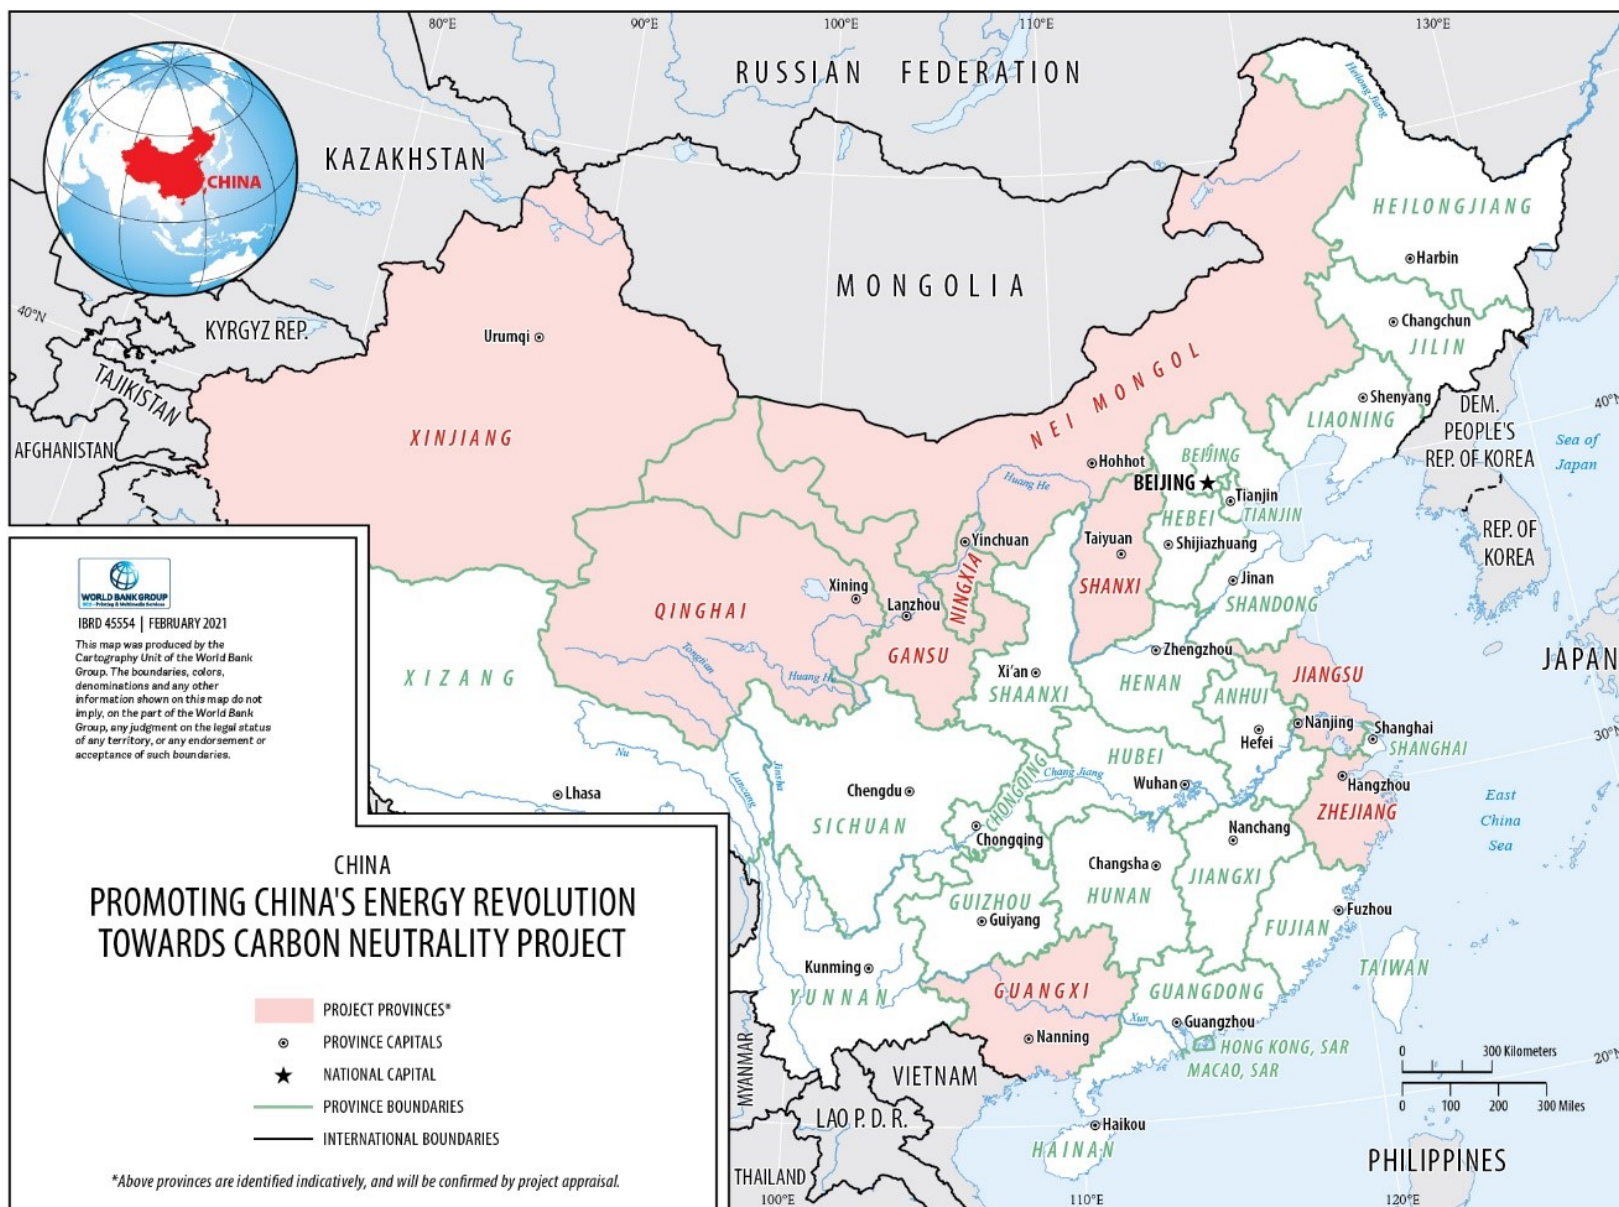 80°E
90°E
100°E
110°E
130°E
RUSSIAN FEDERATION
Heilong Jiang
KAZAKHSTAN
CHINA
HEILONGJIANG
Harbin
MONGOLIA
40°N
KYRGYZ REP.
Urumqi
Changchun
JILIN
TAJIKISTAN
NEI MONGOL
Shenyang
LIAONING
40°N
DEM.
PEOPLE'S
REP. OF KOREA
Sea of
Japan
AFGHANISTAN
XINJIANG
Hohhot
BEIJING
BEIJING
Huang He
Tianjin
TIANJIN
HEBEI
Shijiazhuang
REP. OF
KOREA
Yinchuan
Taiyuan
SHANXI
NINGXIA
Jinan
SHANDONG
WORLD BANK GROUP
IBRD 45554 | FEBRUARY 2021
This map was produced by the
Cartography Unit of the World Bank
Group. The boundaries, colors,
denominations and any other
information shown on this map do not
imply, on the part of the World Bank
Group, any judgment on the legal status
of any territory, or any endorsement or
acceptance of such boundaries.
Xining
Lanzhou
QINGHAI
GANSU
Tongtian
Huang He
XIZANG
Xi'an
SHAANXI
Zhengzhou
HENAN
ANHUI
JIANGSU
JAPAN
Nanjing
Hefei
Shanghai
SHANGHAI
30°N
Nu
Lancang
Jinsha
Lhasa
Chengdu
SICHUAN
CHONGQING
Chongqing
Chang Jiang
HUBEI
Wuhan
Hangzhou
ZHEJIANG
East
China
Sea
Nanchang
JIANGXI
Changsha
HUNAN
GUIZHOU
Guiyang
Fuzhou
FUJIAN
TAIWAN
Kunming
YUNNAN
GUANGXI
Nanning
Xun
GUANGDONG
Guangzhou
HONG KONG, SAR
MACAO, SAR
CHINA
PROMOTING CHINA'S ENERGY REVOLUTION
TOWARDS CARBON NEUTRALITY PROJECT
PROJECT PROVINCES*
PROVINCE CAPITALS
NATIONAL CAPITAL
PROVINCE BOUNDARIES
INTERNATIONAL BOUNDARIES
*Above provinces are identified indicatively, and will be confirmed by project appraisal.
MYANMAR
VIETNAM
LAO P. D. R.
THAILAND
Haikou
HAINAN
0 300 Kilometers
0 100 200 300 Miles
20°N
PHILIPPINES
100°E
110°E
120°E